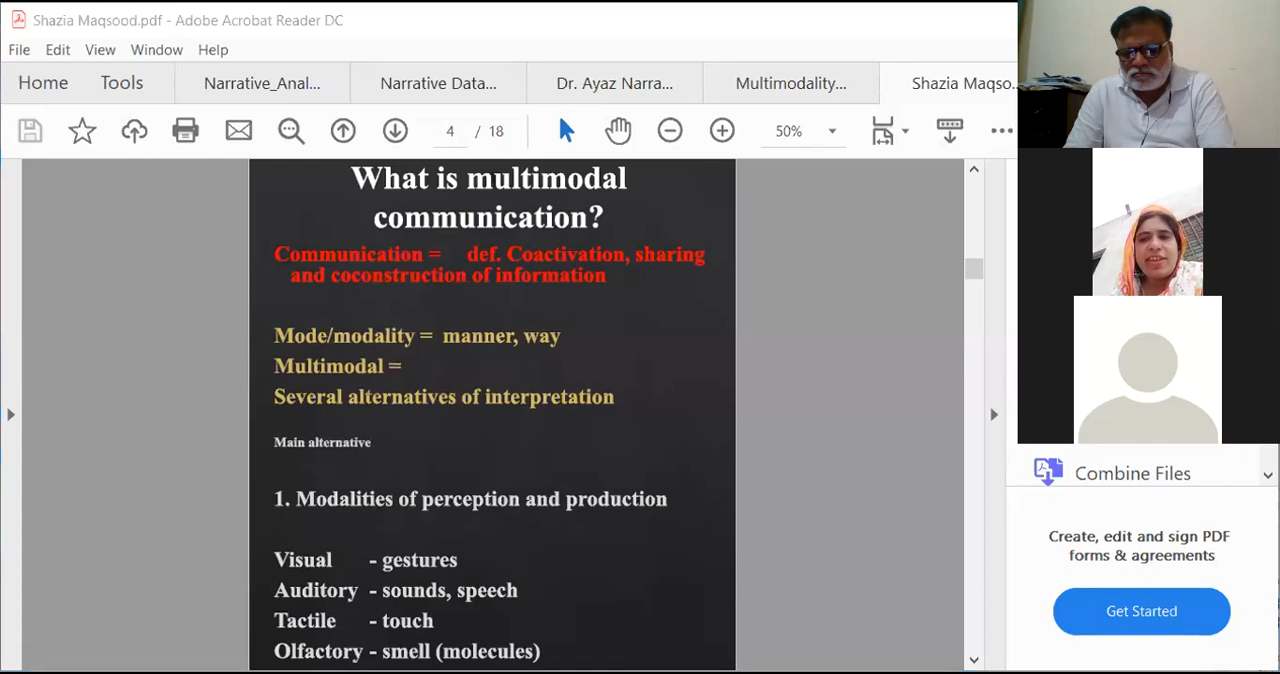 Shazia Maqsood.pdf - Adobe Acrobat Reader DC
File Edit View Window Help
Home Tools Narrative_Anal... Narrative Data... Dr. Ayaz Narra... Multimodality... Shazia Maqso...
4 / 18 50%
What is multimodal
communication?
Communication = def. Coactivation, sharing
and coconstruction of information
Mode/modality = manner, way
Multimodal =
Several alternatives of interpretation
Main alternative
1. Modalities of perception and production
Visual - gestures
Auditory - sounds, speech
Tactile - touch
Olfactory - smell (molecules)
Combine Files
Create, edit and sign PDF
forms & agreements
Get Started